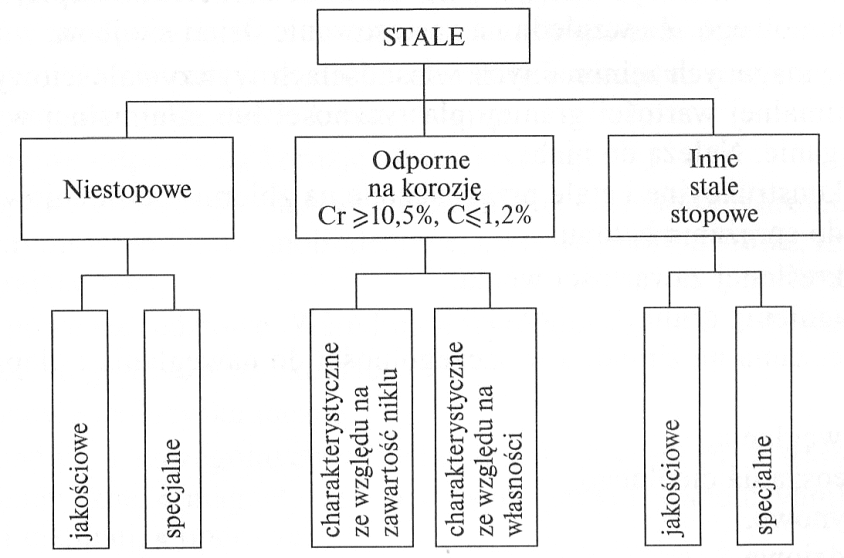 STALE
Niestopowe
Odporne
na korozję
Cr ⩾10,5%, C⩽1,2%
Inne
stale
stopowe
jakościowe
specjalne
charakterystyczne
ze względu na
zawartość niklu
charakterystyczne
ze względu na
własności
jakościowe
specjalne